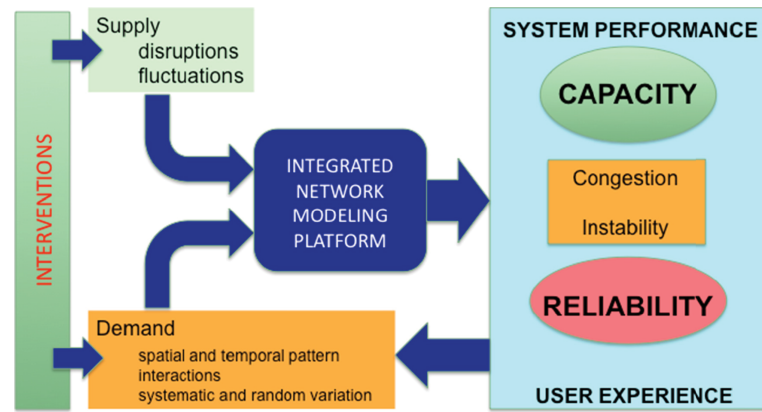 INTERVENTIONS
Supply
disruptions
fluctuations
INTEGRATED
NETWORK
MODELING
PLATFORM
Demand
spatial and temporal pattern
interactions
systematic and random variation
SYSTEM PERFORMANCE
CAPACITY
Congestion
Instability
RELIABILITY
USER EXPERIENCE